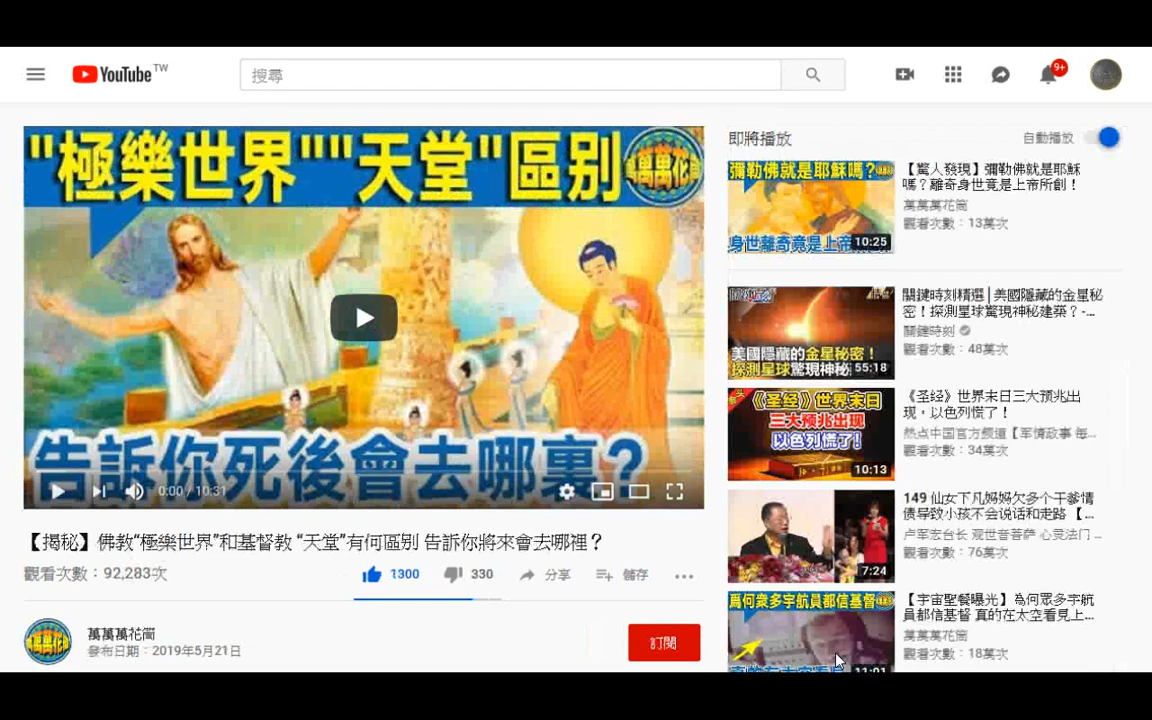 YouTube TW
搜尋
9+
"極樂世界""天堂"區别
萬萬花筒
告訴你死後會去哪裏?
0:00 / 10:31
【揭秘】佛教“極樂世界”和基督教 “天堂”有何區別 告訴你將來會去哪裡?
觀看次數：92,283次
1300
330
分享
儲存
萬萬萬花筒
發布日期：2019年5月21日
訂閱
即將播放
自動播放
彌勒佛就是耶穌嗎?
身世離奇竟是上帝
10:25
【驚人發現】彌勒佛就是耶穌
嗎？離奇身世竟是上帝所創！
萬萬萬花筒
觀看次數：13萬次
美國隱藏的金星秘密！
探測星球驚現神秘
55:18
關鍵時刻精選│美國隱藏的金星秘
密！探測星球驚現神秘建築？-...
關鍵時刻
觀看次數：48萬次
《圣经》世界末日
三大预兆出现
以色列慌了!
10:13
《圣经》世界末日三大预兆出
现，以色列慌了！
热点中国官方频道【军情政事 每...
觀看次數：34萬次
7:24
149 仙女下凡妈妈欠多个干爹情
债导致小孩不会说话和走路 【...
卢军宏台长 观世音菩萨 心灵法门 ...
觀看次數：76萬次
爲何衆多宇航員都信基督
11:01
【宇宙聖餐曝光】為何眾多宇航
員都信基督 真的在太空看見上...
萬萬萬花筒
觀看次數：18萬次